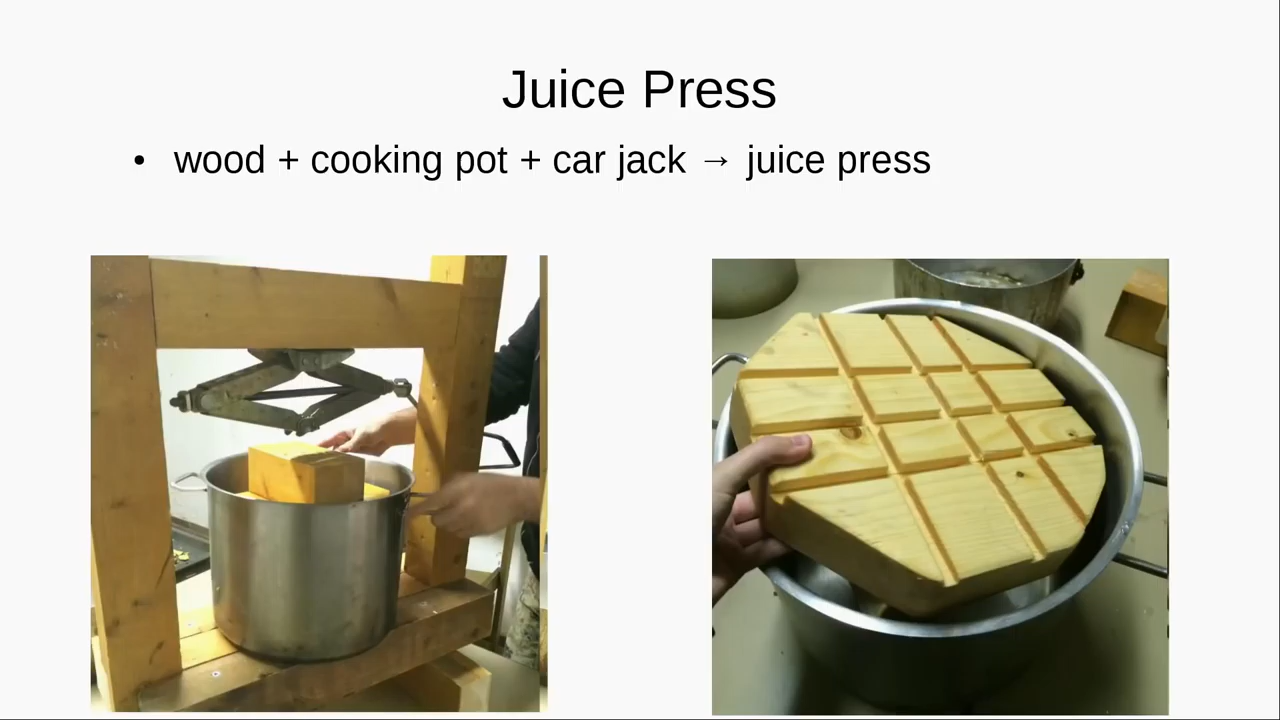 Juice Press
• wood + cooking pot + car jack → juice press